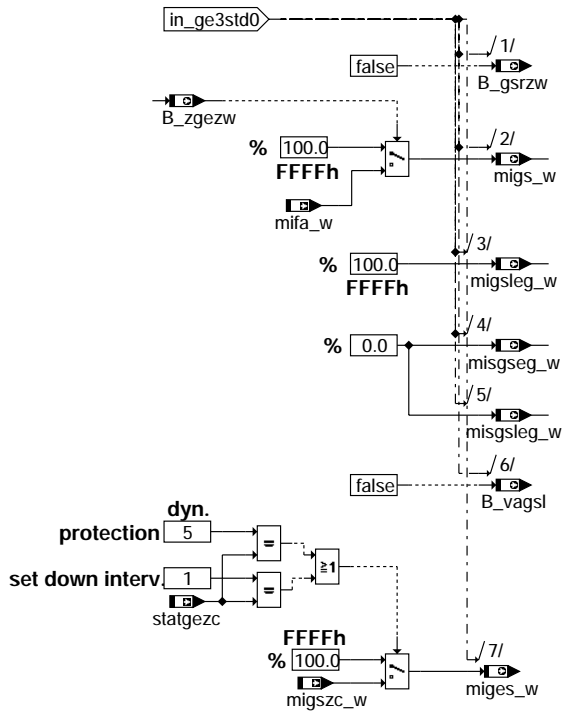 in_ge3std0
/1/
false
B_gsrzw
B_zgezw
/2/
% 100.0
FFFFh
migs_w
mifa_w
/3/
% 100.0
FFFFh
migsleg_w
/4/
% 0.0
misgseg_w
/5/
misgsleg_w
/6/
false
B_vagsl
dyn.
protection 5
=
≧1
set down interv. 1
=
statgezc
FFFFh
% 100.0
/7/
migszc_w
miges_w